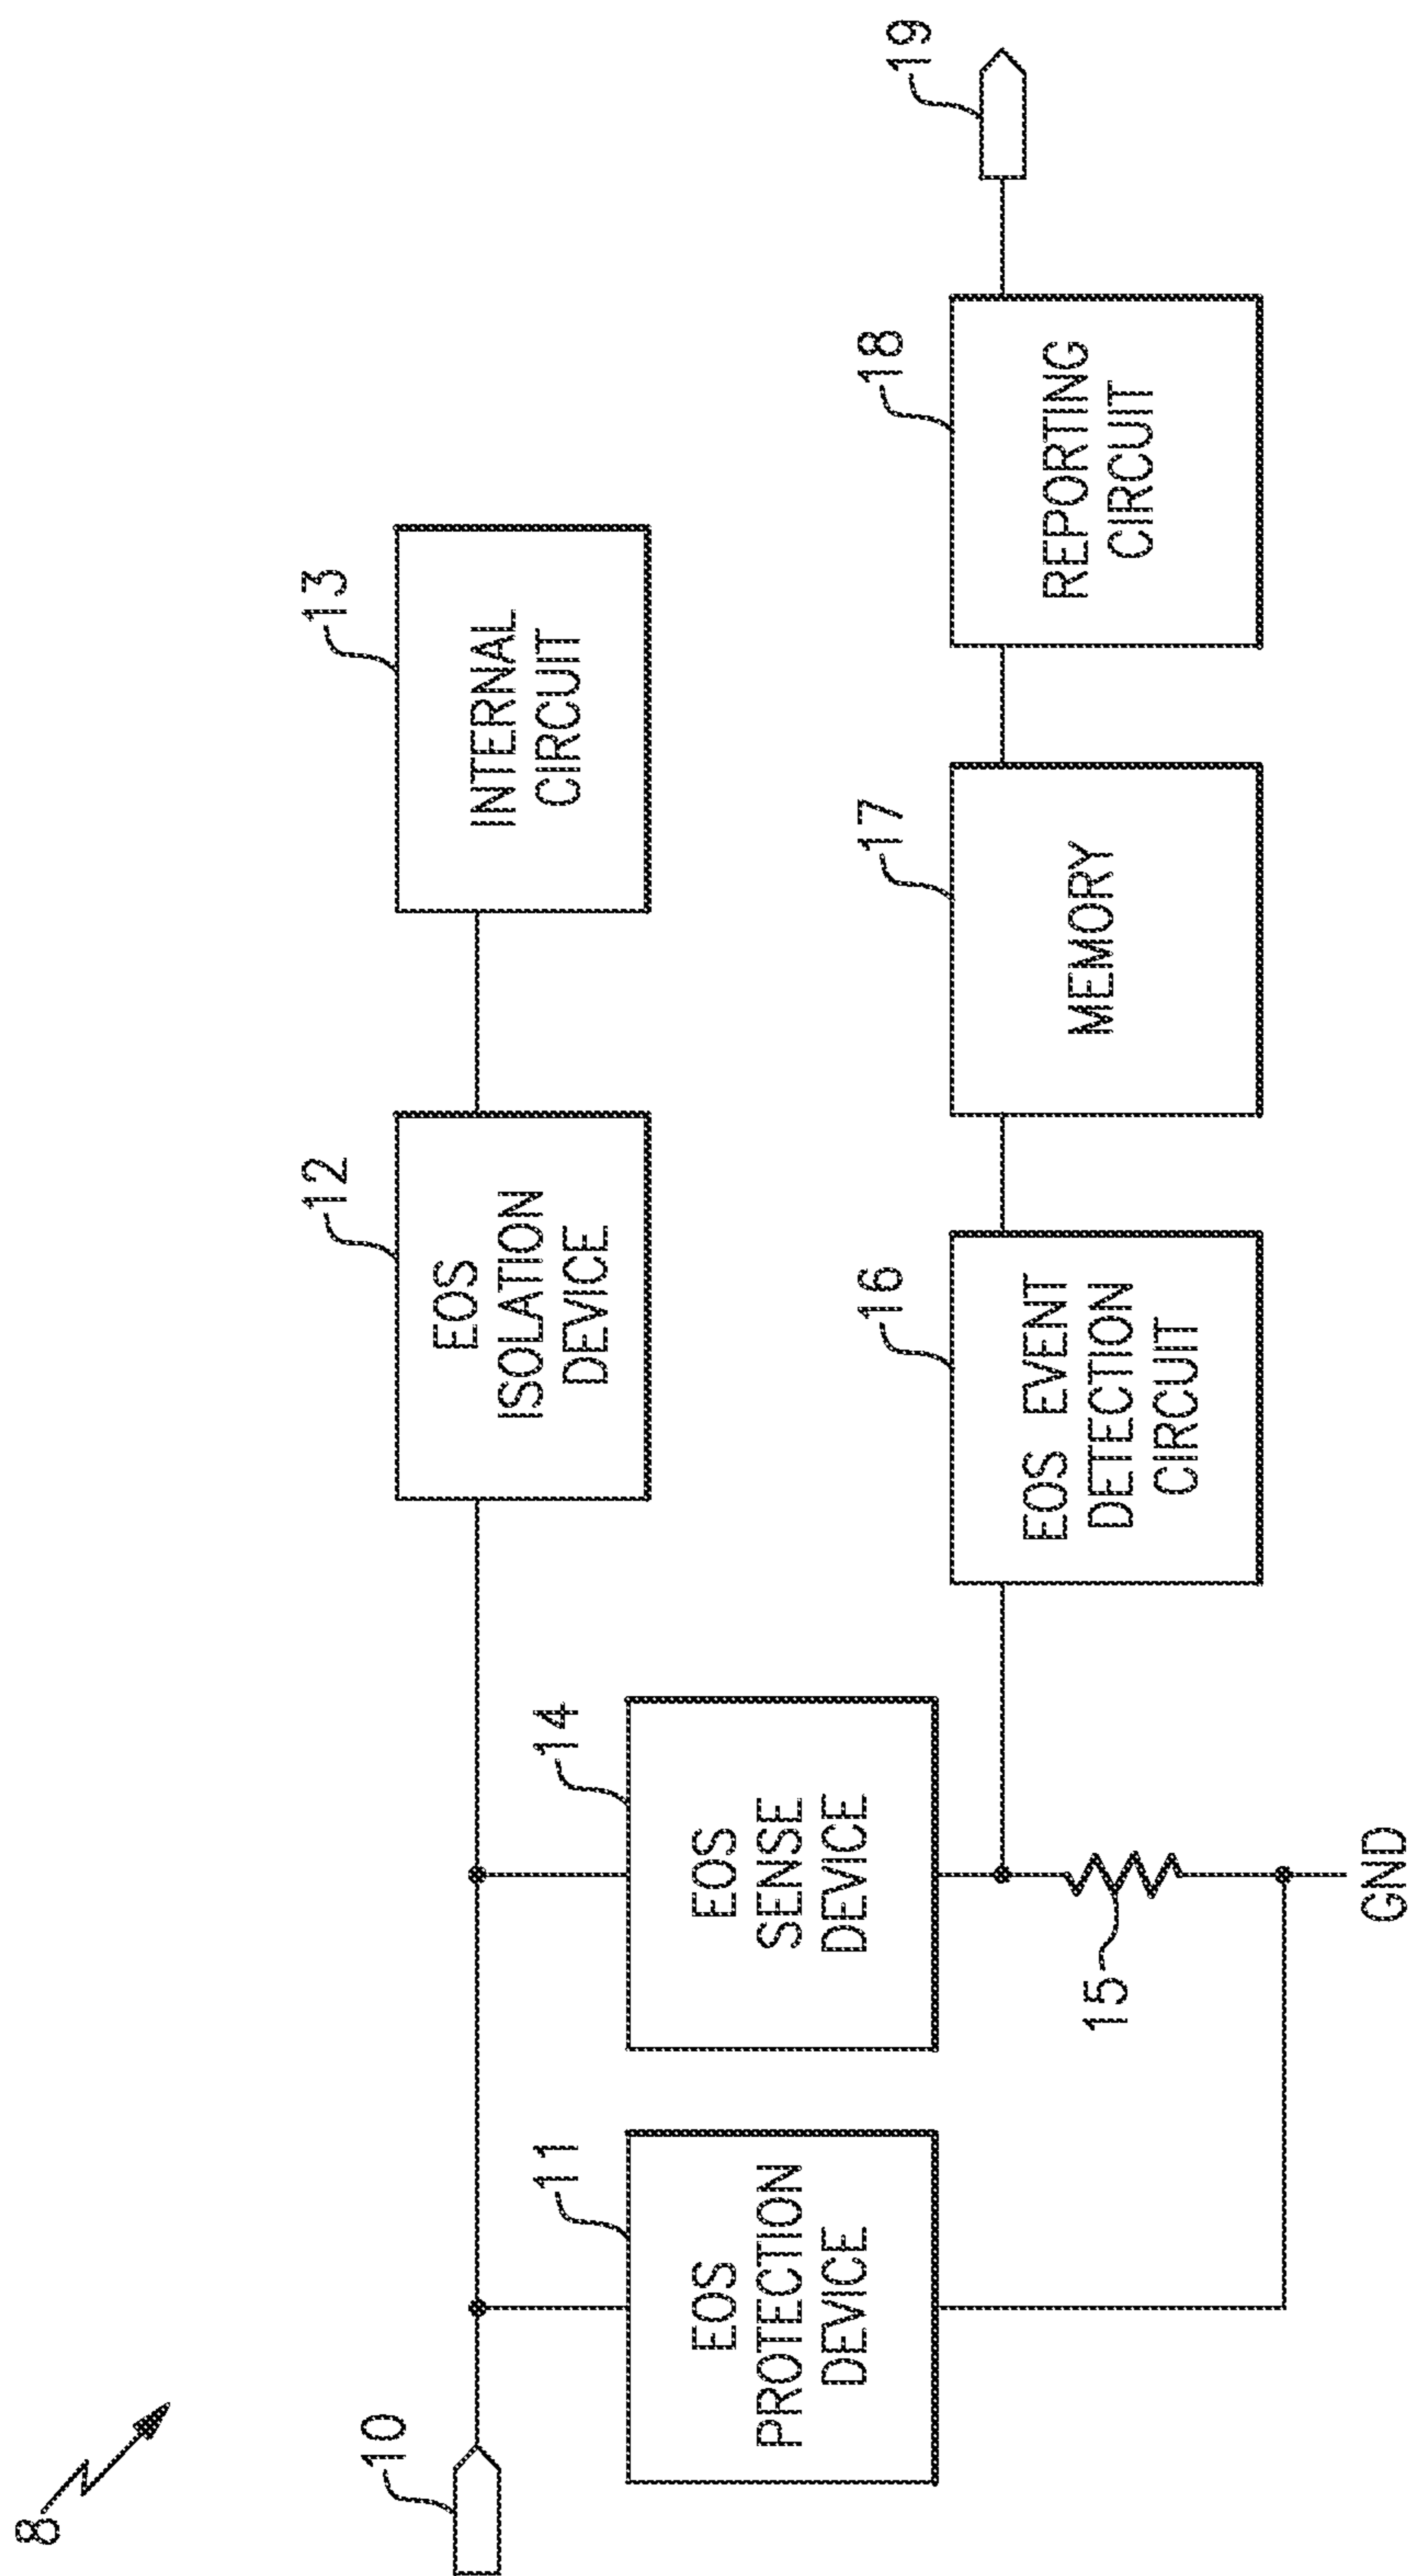 8
10
11
EOS
PROTECTION
DEVICE
14
EOS
SENSE
DEVICE
15
GND
12
EOS
ISOLATION
DEVICE
13
INTERNAL
CIRCUIT
16
EOS EVENT
DETECTION
CIRCUIT
17
MEMORY
18
REPORTING
CIRCUIT
19